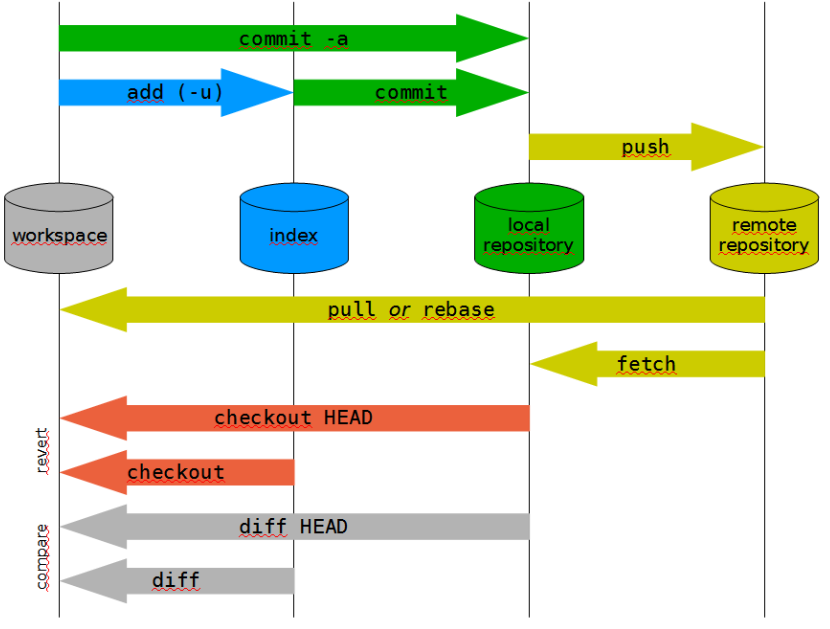 commit -a
add (-u)
commit
push
workspace
index
local
repository
remote
repository
pull or rebase
fetch
checkout HEAD
revert
checkout
diff HEAD
compare
diff